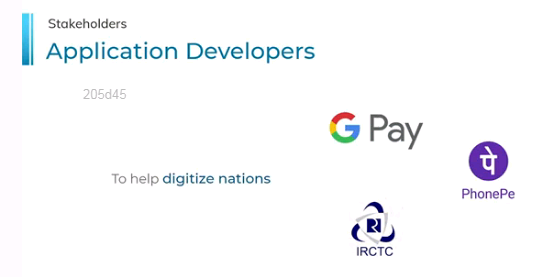 Stakeholders
Application Developers
205d45
G Pay
To help digitize nations
पे
PhonePe
R
IRCTC